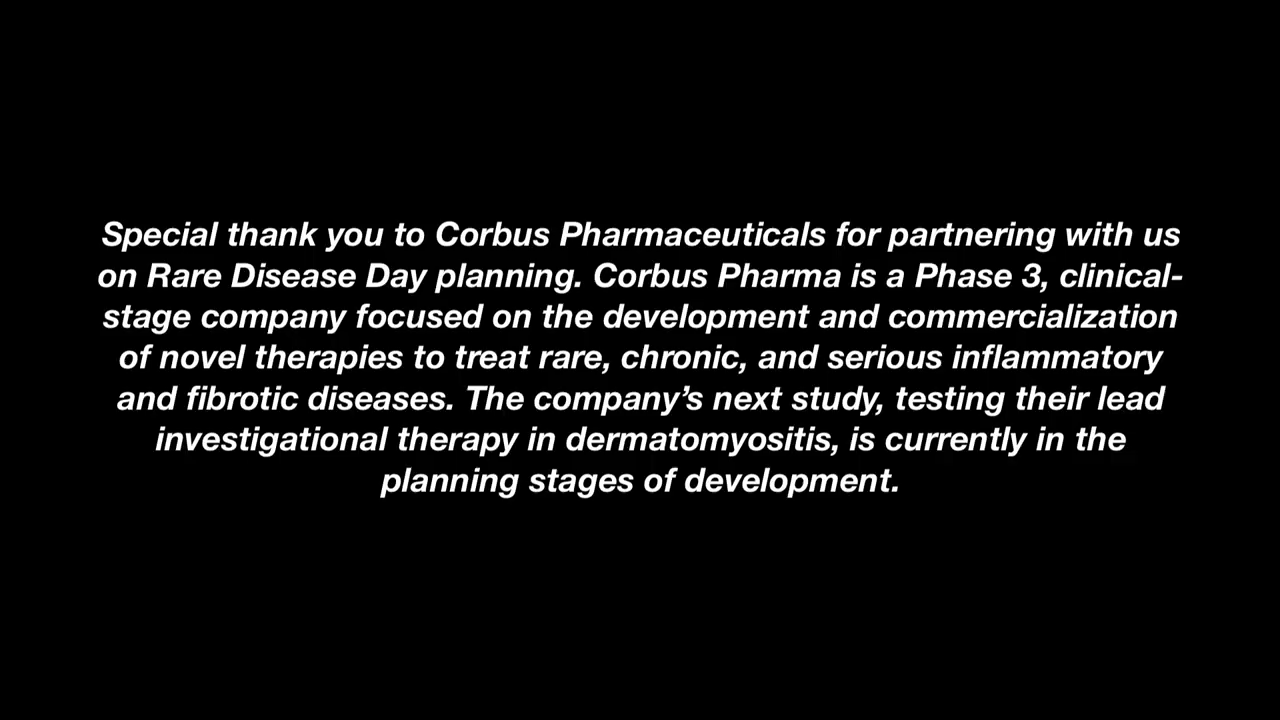 Special thank you to Corbus Pharmaceuticals for partnering with us
on Rare Disease Day planning. Corbus Pharma is a Phase 3, clinical-
stage company focused on the development and commercialization
of novel therapies to treat rare, chronic, and serious inflammatory
and fibrotic diseases. The company’s next study, testing their lead
investigational therapy in dermatomyositis, is currently in the
planning stages of development.